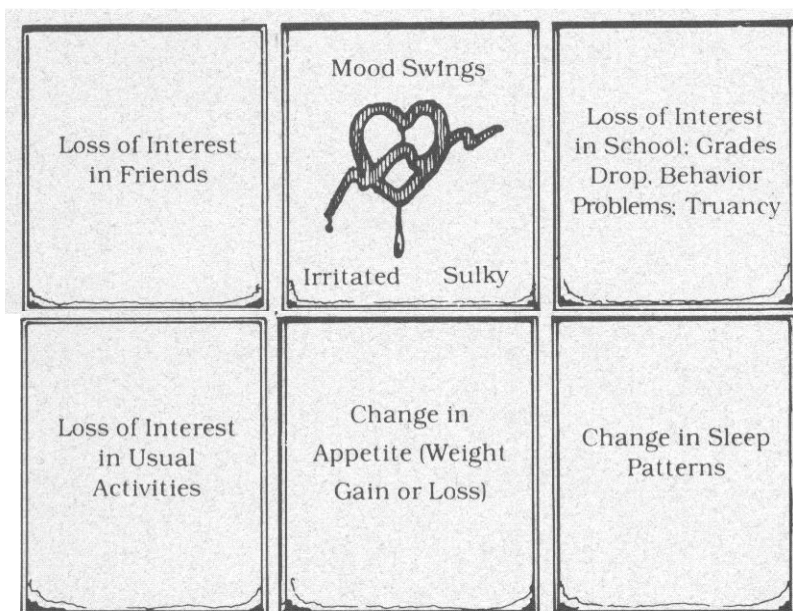 Loss of Interest
in Friends
Mood Swings
Irritated Sulky
Loss of Interest
in School; Grades
Drop, Behavior
Problems; Truancy
Loss of Interest
in Usual
Activities
Change in
Appetite (Weight
Gain or Loss)
Change in Sleep
Patterns